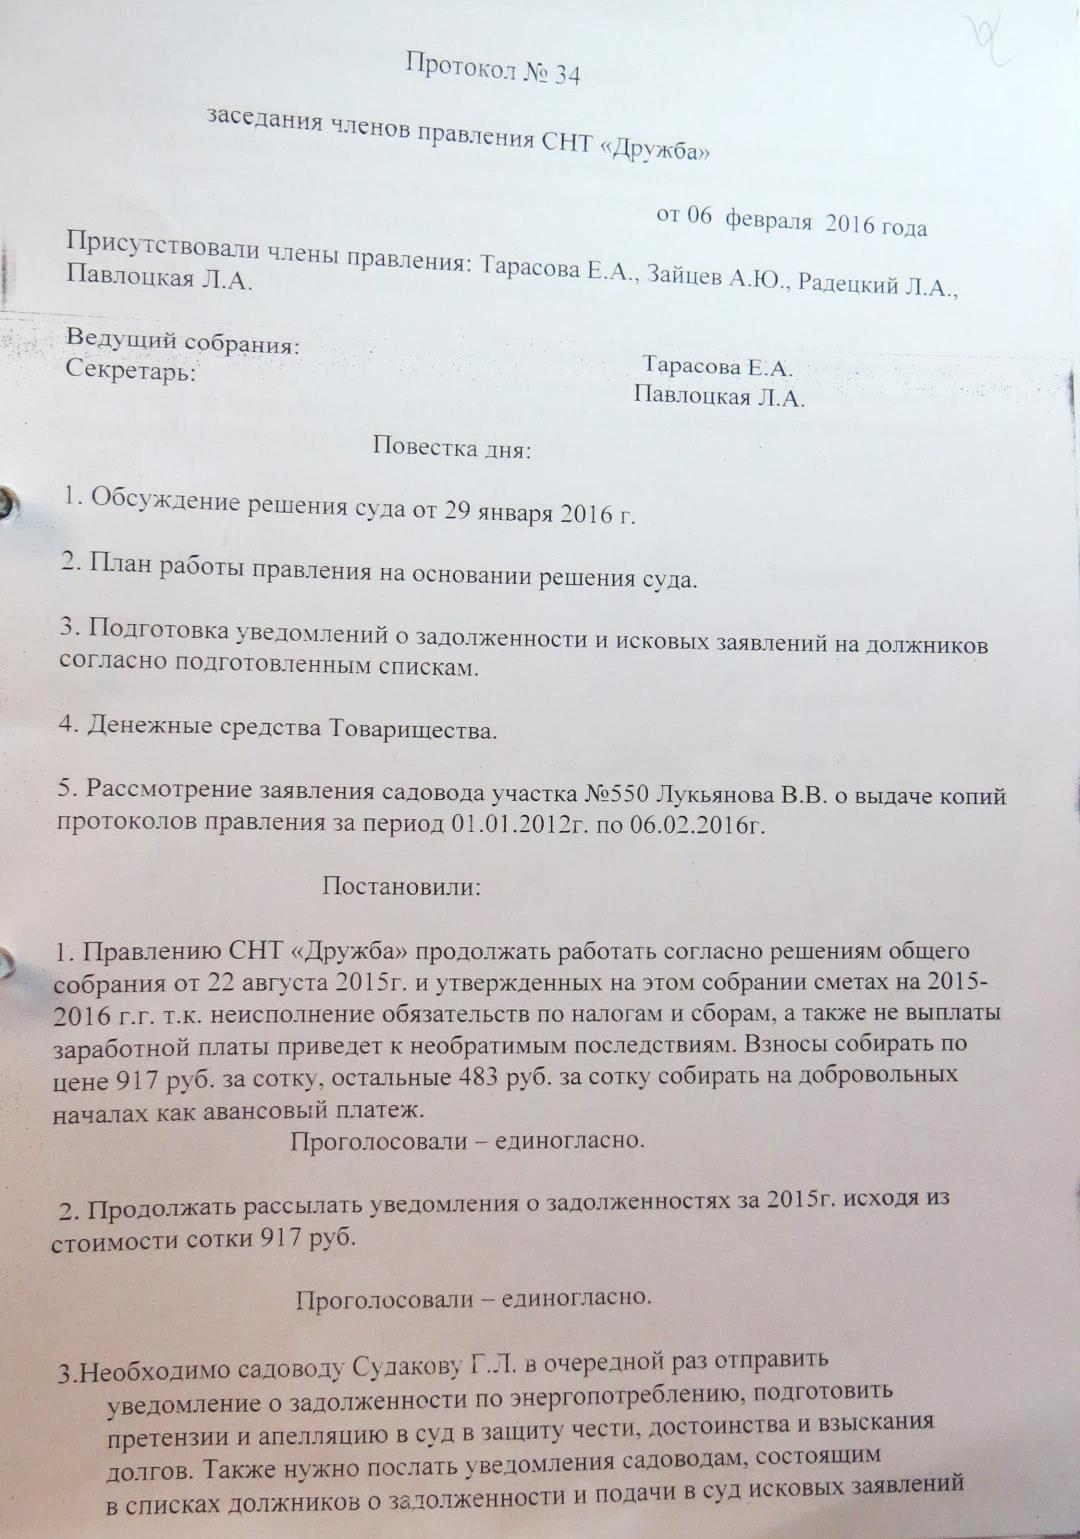 Протокол № 34
заседания членов правления СНТ «Дружба»
от 06 февраля 2016 года
Присутствовали члены правления: Тарасова Е.А., Зайцев А.Ю., Радецкий Л.А.,
Павлоцкая Л.А.
Ведущий собрания: Тарасова Е.А.
Секретарь: Павлоцкая Л.А.
Повестка дня:
1. Обсуждение решения суда от 29 января 2016 г.
2. План работы правления на основании решения суда.
3. Подготовка уведомлений о задолженности и исковых заявлений на должников
согласно подготовленным спискам.
4. Денежные средства Товарищества.
5. Рассмотрение заявления садовода участка №550 Лукьянова В.В. о выдаче копий
протоколов правления за период 01.01.2012г. по 06.02.2016г.
Постановили:
1. Правлению СНТ «Дружба» продолжать работать согласно решениям общего
собрания от 22 августа 2015г. и утвержденных на этом собрании сметах на 2015-
2016 г.г. т.к. неисполнение обязательств по налогам и сборам, а также не выплаты
заработной платы приведет к необратимым последствиям. Взносы собирать по
цене 917 руб. за сотку, остальные 483 руб. за сотку собирать на добровольных
началах как авансовый платеж.
Проголосовали – единогласно.
2. Продолжать рассылать уведомления о задолженностях за 2015г. исходя из
стоимости сотки 917 руб.
Проголосовали – единогласно.
3.Необходимо садоводу Судакову Г.Л. в очередной раз отправить
уведомление о задолженности по энергопотреблению, подготовить
претензии и апелляцию в суд в защиту чести, достоинства и взыскания
долгов. Также нужно послать уведомления садоводам, состоящим
в списках должников о задолженности и подачи в суд исковых заявлений